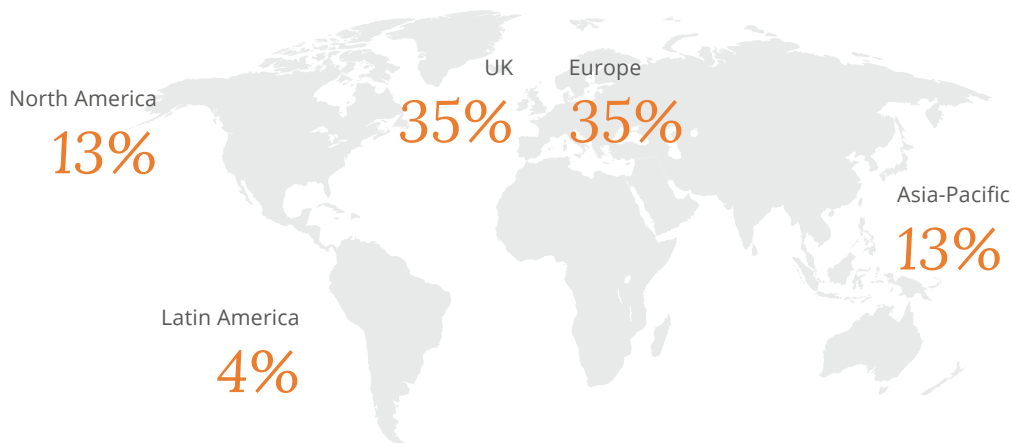 UK
35%
Europe
35%
North America
13%
Asia-Pacific
13%
Latin America
4%